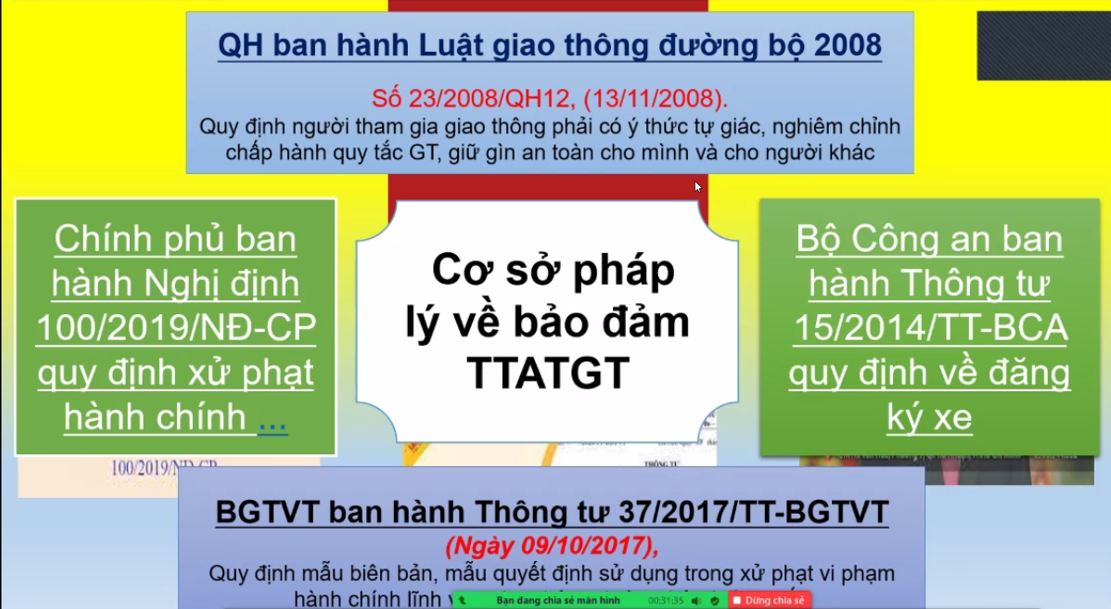 QH ban hành Luật giao thông đường bộ 2008
Số 23/2008/QH12, (13/11/2008).
Quy định người tham gia giao thông phải có ý thức tự giác, nghiêm chỉnh
chấp hành quy tắc GT, giữ gìn an toàn cho mình và cho người khác
Chính phủ ban
hành Nghị định
100/2019/NĐ-CP
quy định xử phạt
hành chính ...
Cơ sở pháp
lý về bảo đảm
TTATGT
Bộ Công an ban
hành Thông tư
15/2014/TT-BCA
quy định về đăng
ký xe
100/2019/NĐ-CP
THÔNG TƯ
BGTVT ban hành Thông tư 37/2017/TT-BGTVT
(Ngày 09/10/2017),
Quy định mẫu biên bản, mẫu quyết định sử dụng trong xử phạt vi phạm
hành chính lĩnh
Bạn đang chia sẻ màn hình 00:31:35 Dừng chia sẻ